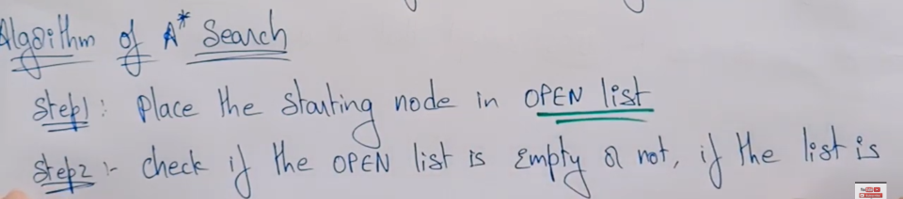 Algorithm of A* Search
Step1: Place the starting node in OPEN list
Step2:- check if the OPEN list is Empty or not, if the list is